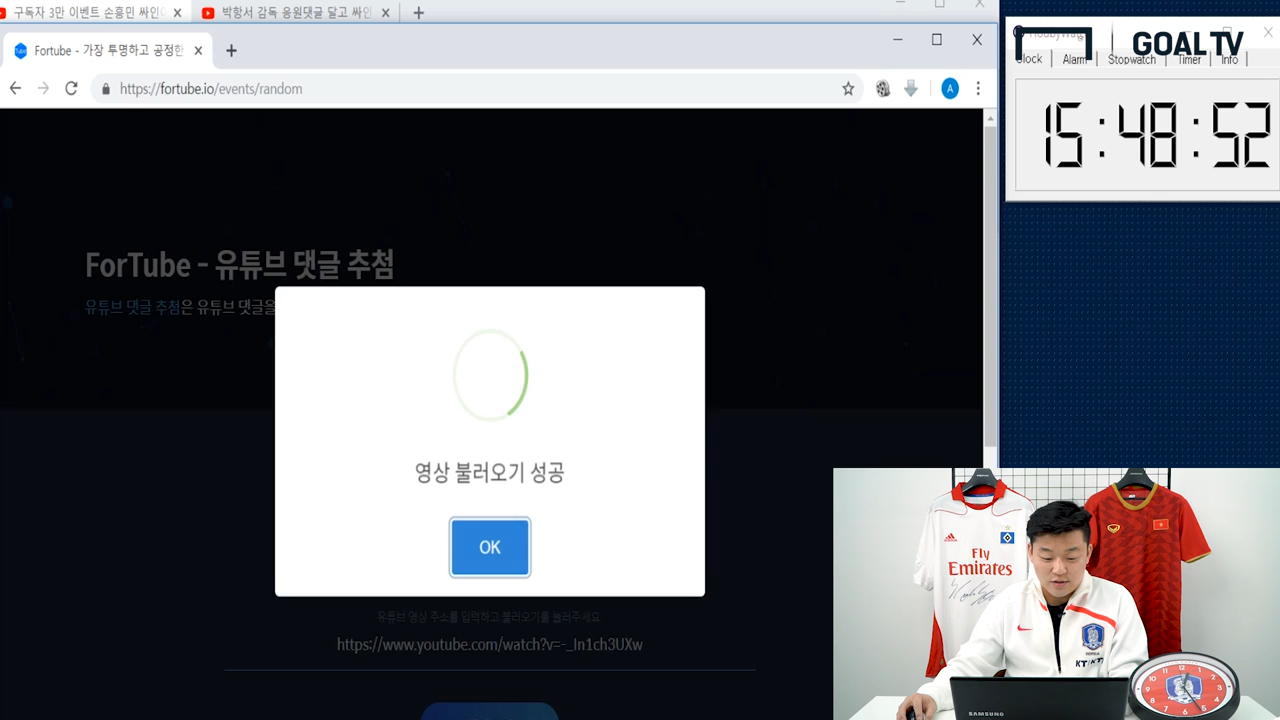 구독자 3만 이벤트 손흥민 싸인
박항서 감독 응원댓글 달고 싸인
Fortube - 가장 투명하고 공정한
https://fortube.io/events/random
A
GOAL TV
Clock Alarm Stopwatch Timer Info
15:48:52
ForTube - 유튜브 댓글 추첨
유튜브 댓글 추첨은 유튜브 댓글을
영상 불러오기 성공
OK
유튜브 영상 주소를 입력하고 불러오기를 눌러주세요
https://www.youtube.com/watch?v=-_In1ch3UXw
Fly
Emirates
KOREA
SAMSUNG